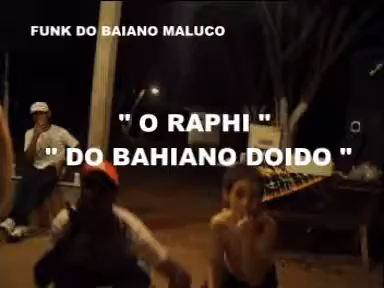 FUNK DO BAIANO MALUCO
" O RAPHI "
" DO BAHIANO DOIDO "